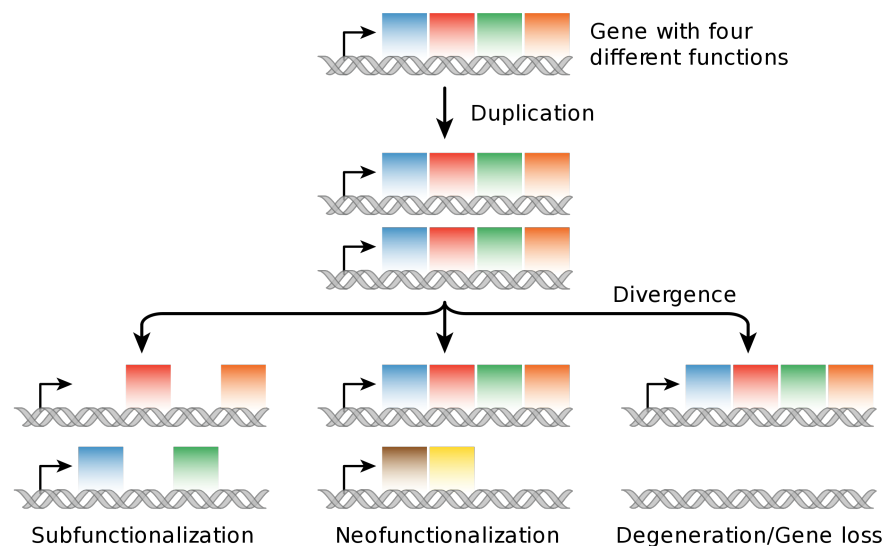 Gene with four
different functions
Duplication
Divergence
Subfunctionalization
Neofunctionalization
Degeneration/Gene loss